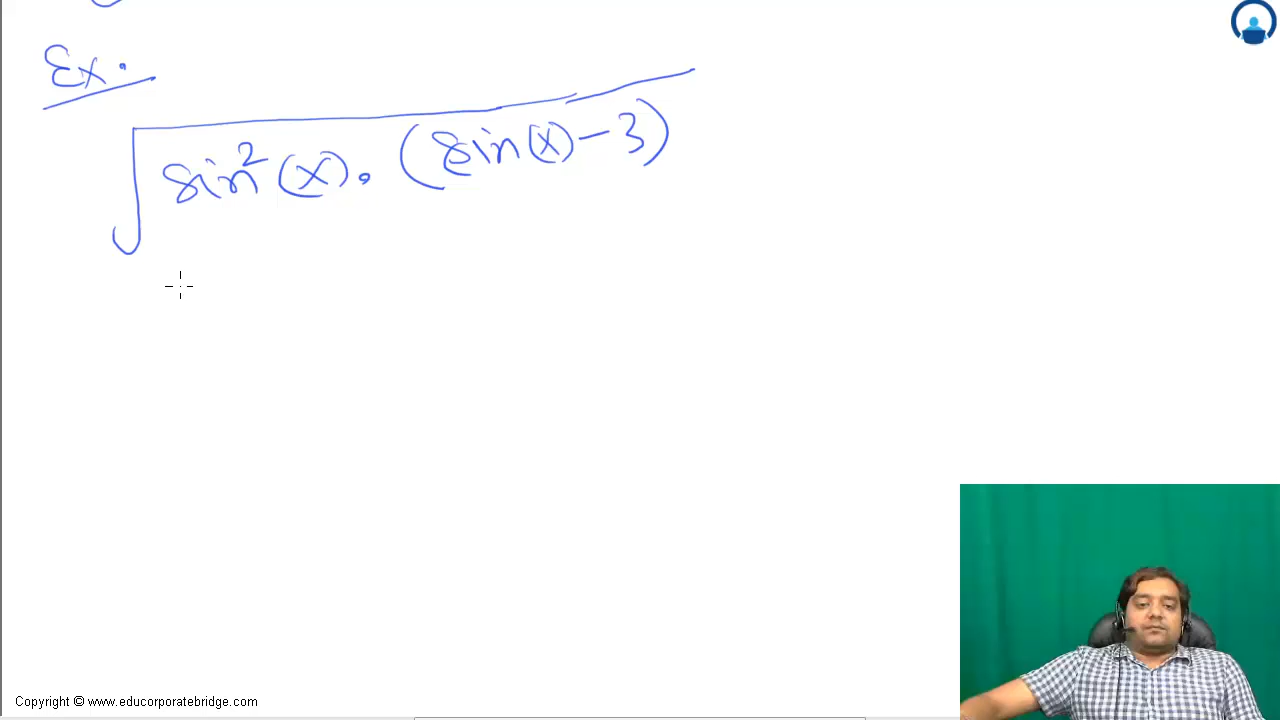 Ex.
√sin²(x).(sin(x)-3)
Copyright © www.educorporatebridge.com